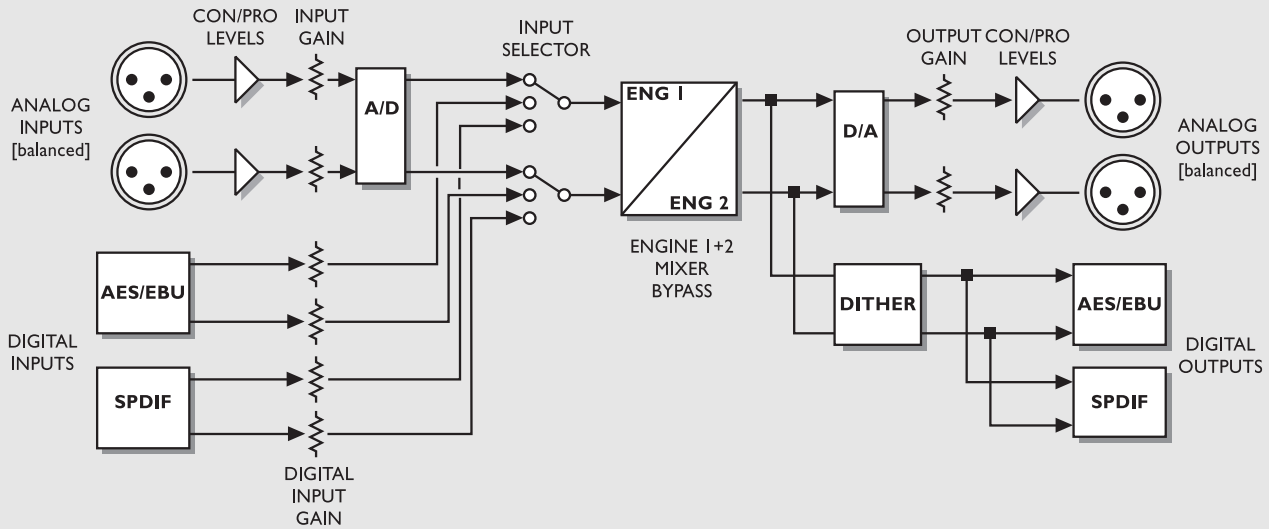 CON/PRO
LEVELS
INPUT
GAIN
INPUT
SELECTOR
OUTPUT
GAIN
CON/PRO
LEVELS
ANALOG
INPUTS
[balanced]
A/D
ENG 1
ENG 2
D/A
ANALOG
OUTPUTS
[balanced]
ENGINE 1+2
MIXER
BYPASS
DIGITAL
INPUTS
AES/EBU
SPDIF
DIGITAL
INPUT
GAIN
DITHER
AES/EBU
SPDIF
DIGITAL
OUTPUTS